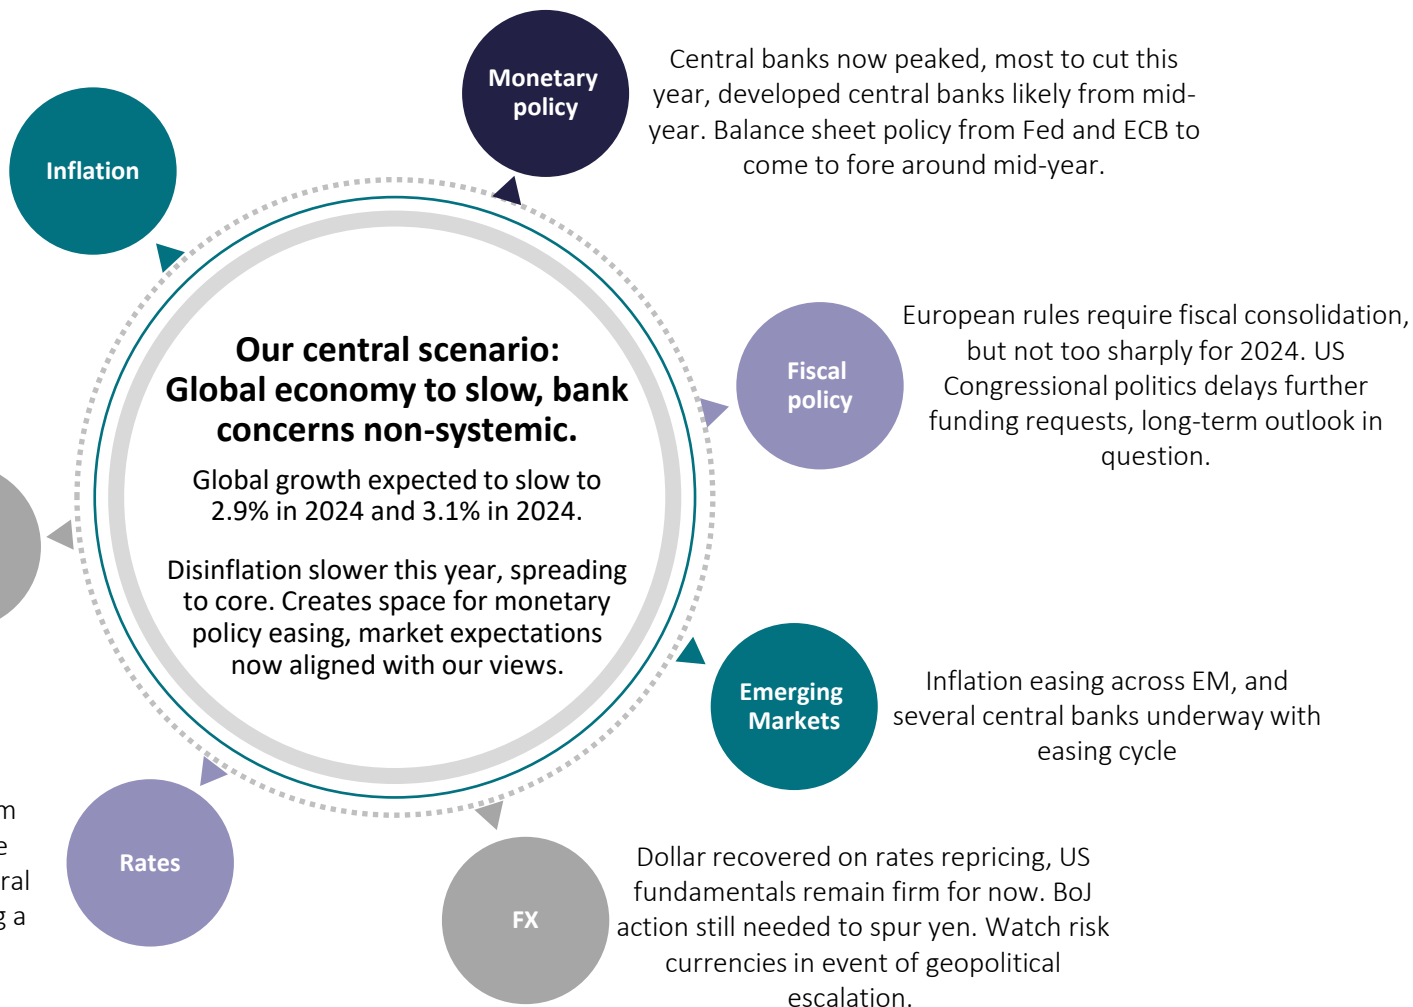 Monetary
policy
Central banks now peaked, most to cut this
year, developed central banks likely from mid-
year. Balance sheet policy from Fed and ECB to
come to fore around mid-year.
Inflation
Our central scenario:
Global economy to slow, bank
concerns non-systemic.
Global growth expected to slow to
2.9% in 2024 and 3.1% in 2024.
Disinflation slower this year, spreading
to core. Creates space for monetary
policy easing, market expectations
now aligned with our views.
Fiscal
policy
European rules require fiscal consolidation,
but not too sharply for 2024. US
Congressional politics delays further
funding requests, long-term outlook in
question.
Emerging
Markets
Inflation easing across EM, and
several central banks underway with
easing cycle
Rates
g a
FX
Dollar recovered on rates repricing, US
fundamentals remain firm for now. BoJ
action still needed to spur yen. Watch risk
currencies in event of geopolitical
escalation.